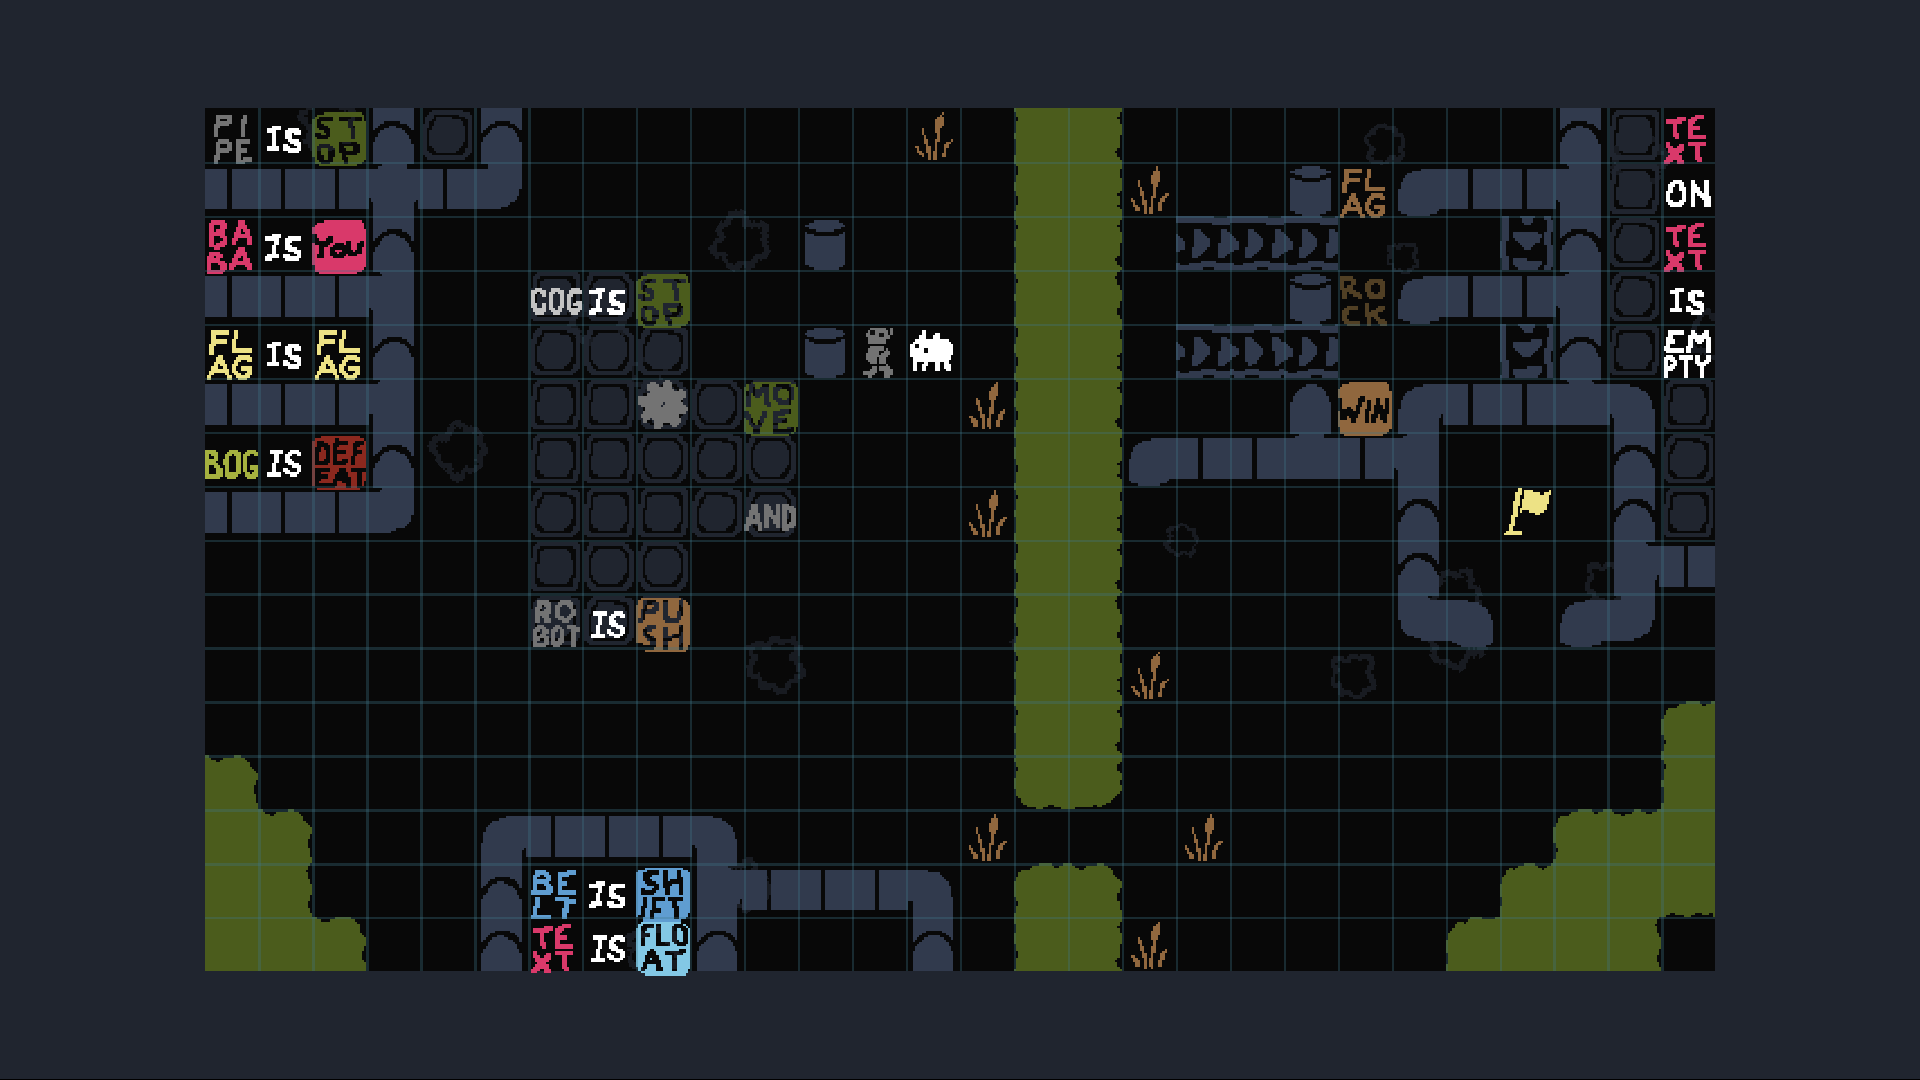 PIPE IS STOP
TEXT
FLAG
ON
BABA IS YOU
TEXT
COG IS STOP
ROCK
IS
FLAG IS FLAG
EMPTY
MOVE
WIN
BOG IS DEFEAT
AND
ROBOT IS PUSH
BELT IS SHIFT
TEXT IS FLOAT